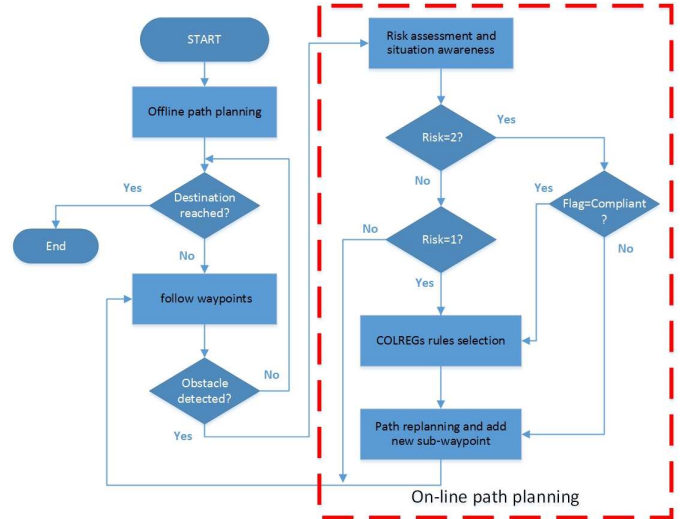 START
Offline path planning
Yes
Destination
reached?
End
No
follow waypoints
Obstacle
detected?
No
Yes
Risk assessment and
situation awareness
Risk=2?
Yes
No
Yes
Flag=Compliant
?
No
No
Risk=1?
Yes
COLREGs rules selection
Path replanning and add
new sub-waypoint
On-line path planning